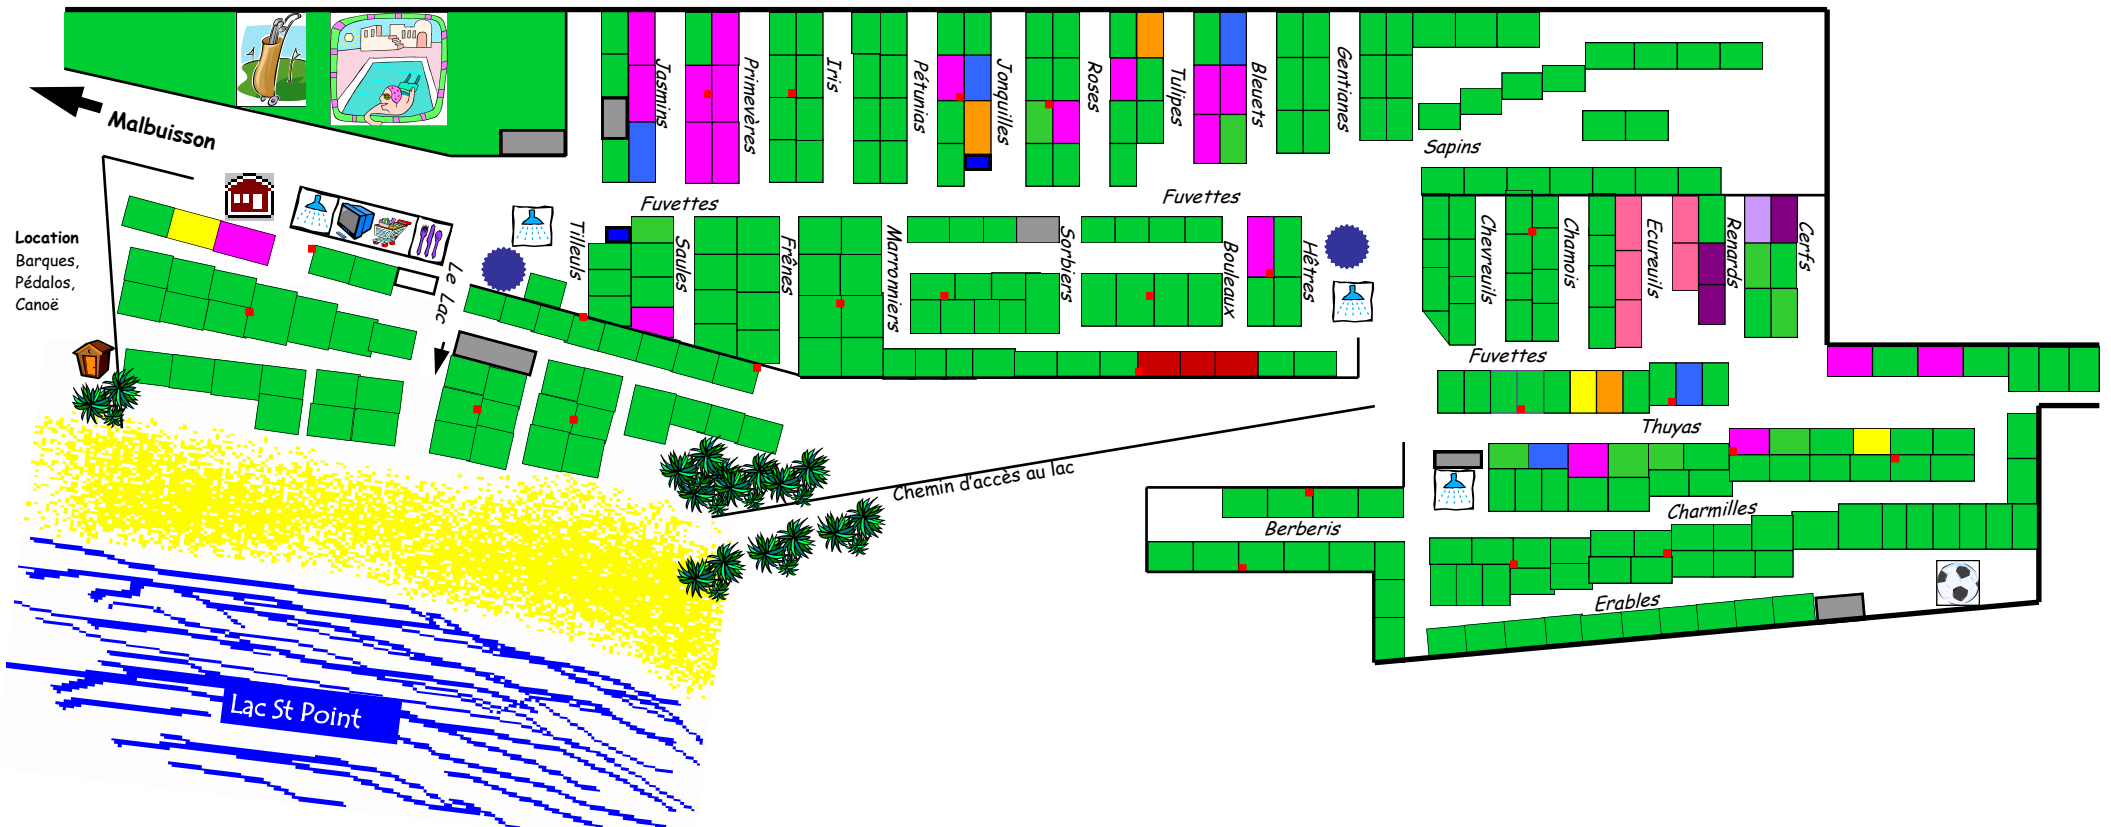 Malbuisson
Jasmins
Primevères
Iris
Pétunias
Jonquilles
Roses
Tulipes
Bleuets
Gentianes
Sapins
Fuvettes
Fuvettes
Location
Barques,
Pédalos,
Canoë
Le Lac
Tilleuls
Saules
Frênes
Marronniers
Sorbiers
Bouleaux
Hêtres
Chevreuils
Chamois
Ecureuils
Renards
Cerfs
Fuvettes
Thuyas
Chemin d'accès au lac
Berberis
Charmilles
Erables
Lac St Point